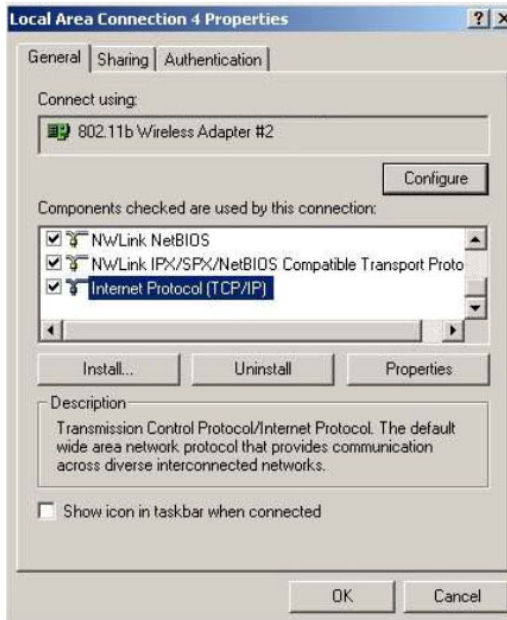 Local Area Connection 4 Properties
General Sharing Authentication
Connect using:
802.11b Wireless Adapter #2
Configure
Components checked are used by this connection:
NWLink NetBIOS
NWLink IPX/SPX/NetBIOS Compatible Transport Proto
Internet Protocol (TCP/IP)
Install... Uninstall Properties
Description
Transmission Control Protocol/Internet Protocol. The default
wide area network protocol that provides communication
across diverse interconnected networks.
Show icon in taskbar when connected
OK Cancel